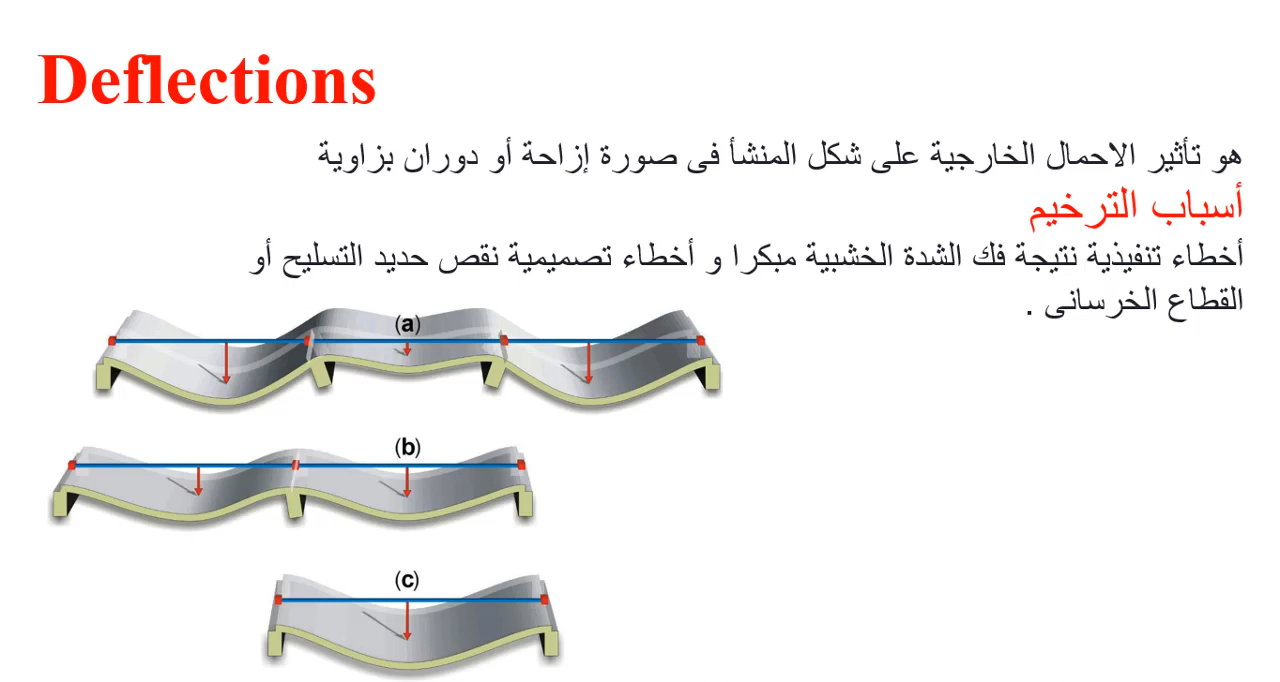 Deflections
هو تأثير الاحمال الخارجية على شكل المنشأ فى صورة إزاحة أو دوران بزاوية
أسباب الترخيم
أخطاء تنفيذية نتيجة فك الشدة الخشبية مبكرا و أخطاء تصميمية نقص حديد التسليح أو
القطاع الخرسانى .
(a)
(b)
(c)